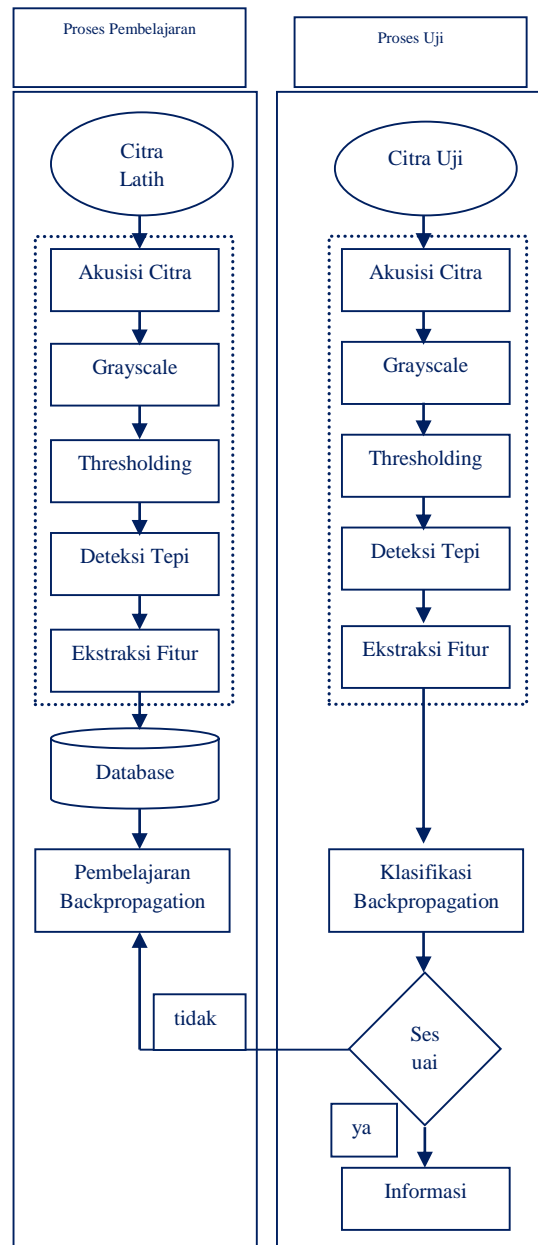 Proses Pembelajaran
Proses Uji
Citra
Latih
Akusisi Citra
Grayscale
Thresholding
Deteksi Tepi
Ekstraksi Fitur
Database
Pembelajaran
Backpropagation
tidak
Citra Uji
Akusisi Citra
Grayscale
Thresholding
Deteksi Tepi
Ekstraksi Fitur
Klasifikasi
Backpropagation
Ses
uai
ya
Informasi